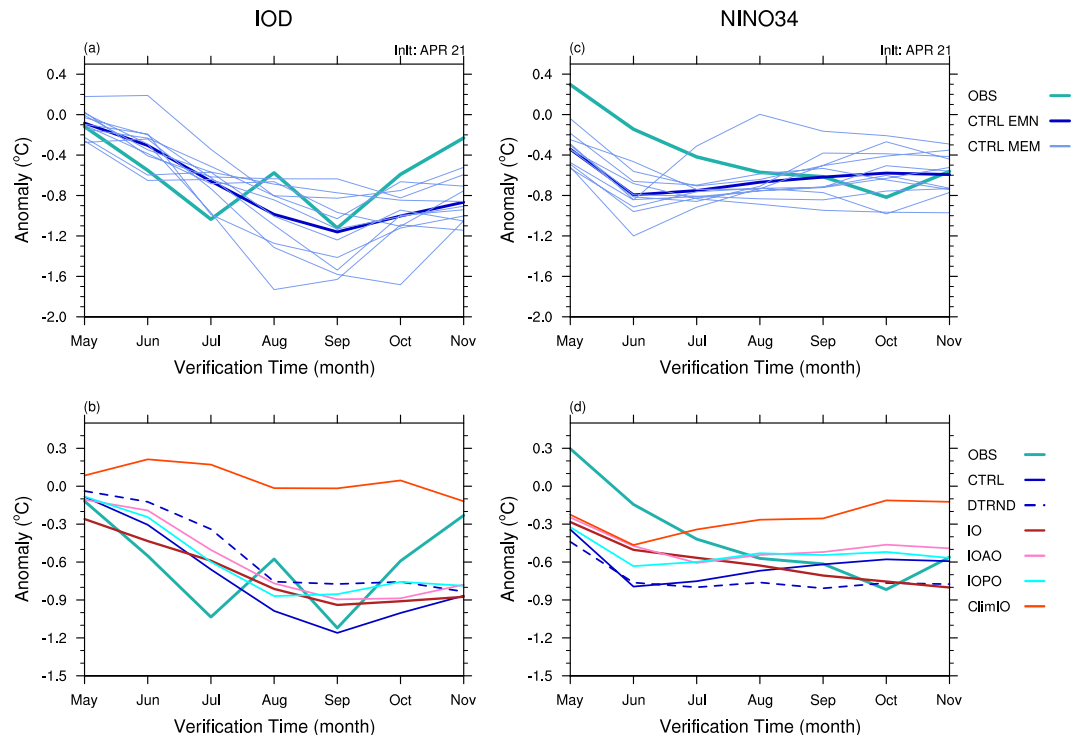 IOD
NINO34
(a)
Init: APR 21
0.4
0.0
-0.4
-0.8
-1.2
-1.6
-2.0
Anomaly (°C)
May Jun Jul Aug Sep Oct Nov
Verification Time (month)
(c)
Init: APR 21
0.4
0.0
-0.4
-0.8
-1.2
-1.6
-2.0
Anomaly (°C)
May Jun Jul Aug Sep Oct Nov
Verification Time (month)
OBS
CTRL EMN
CTRL MEM
(b)
0.3
0.0
-0.3
-0.6
-0.9
-1.2
-1.5
Anomaly (°C)
May Jun Jul Aug Sep Oct Nov
Verification Time (month)
(d)
0.3
0.0
-0.3
-0.6
-0.9
-1.2
-1.5
Anomaly (°C)
May Jun Jul Aug Sep Oct Nov
Verification Time (month)
OBS
CTRL
DTRND
IO
IOAO
IOPO
ClimIO